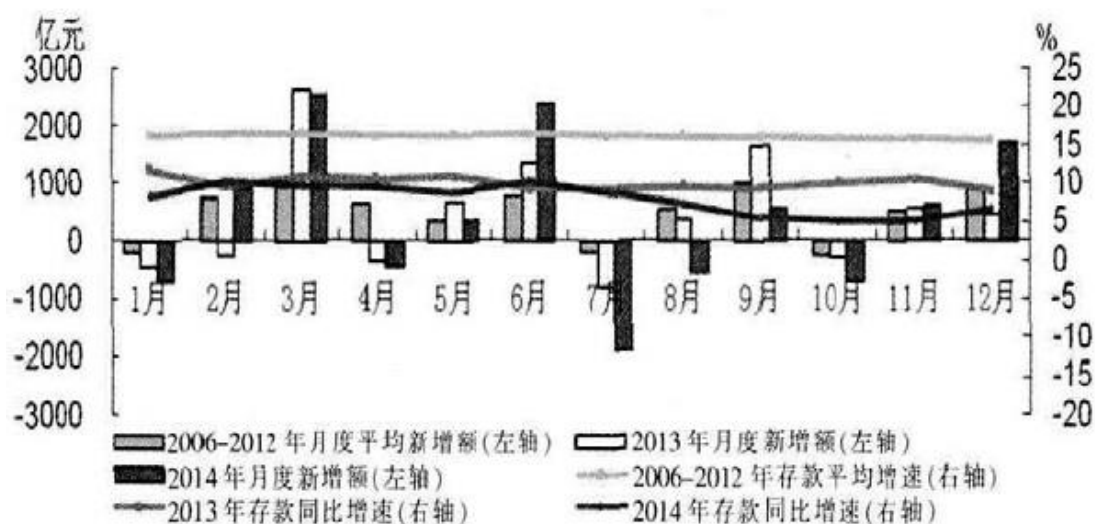 亿元 %
3000 25
2000 20
1000 15
0 10
-1000 5
-2000 0
-3000 -5
-10
-15
-20
1月 2月 3月 4月 5月 6月 7月 8月 9月 10月 11月 12月
2006-2012 年月度平均新增额(左轴) 2013 年月度新增额(左轴)
2014 年月度新增额(左轴) 2006-2012 年存款平均增速(右轴)
2013 年存款同比增速(右轴) 2014 年存款同比增速(右轴)